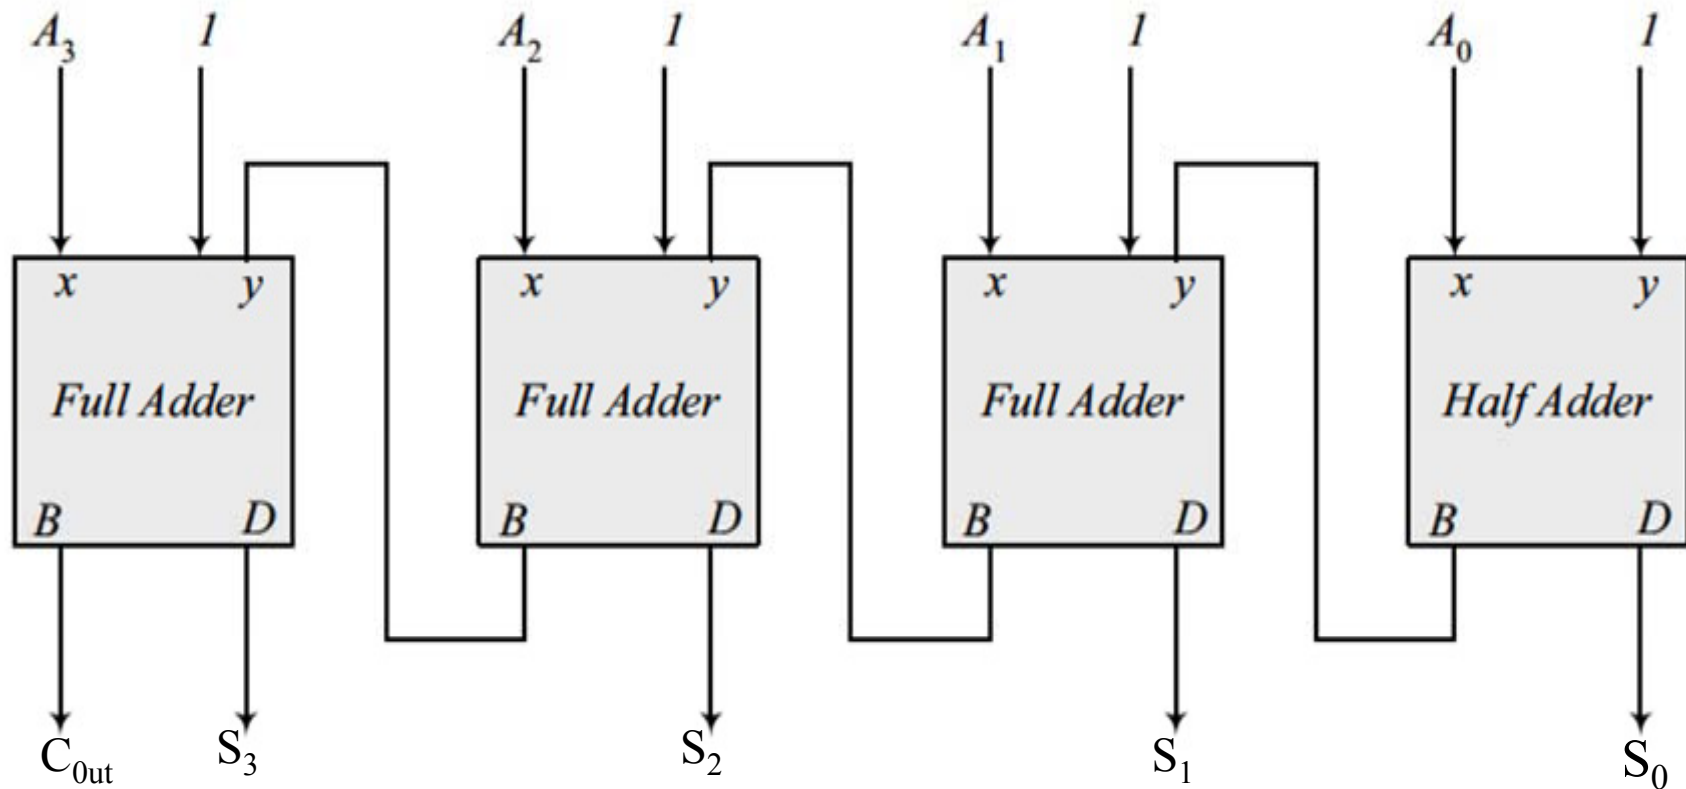 A₃ 1 A₂ 1 A₁ 1 A₀ 1
x y x y x y x y
Full Adder Full Adder Full Adder Half Adder
B D B D B D B D
C₀ut S₃ S₂ S₁ S₀